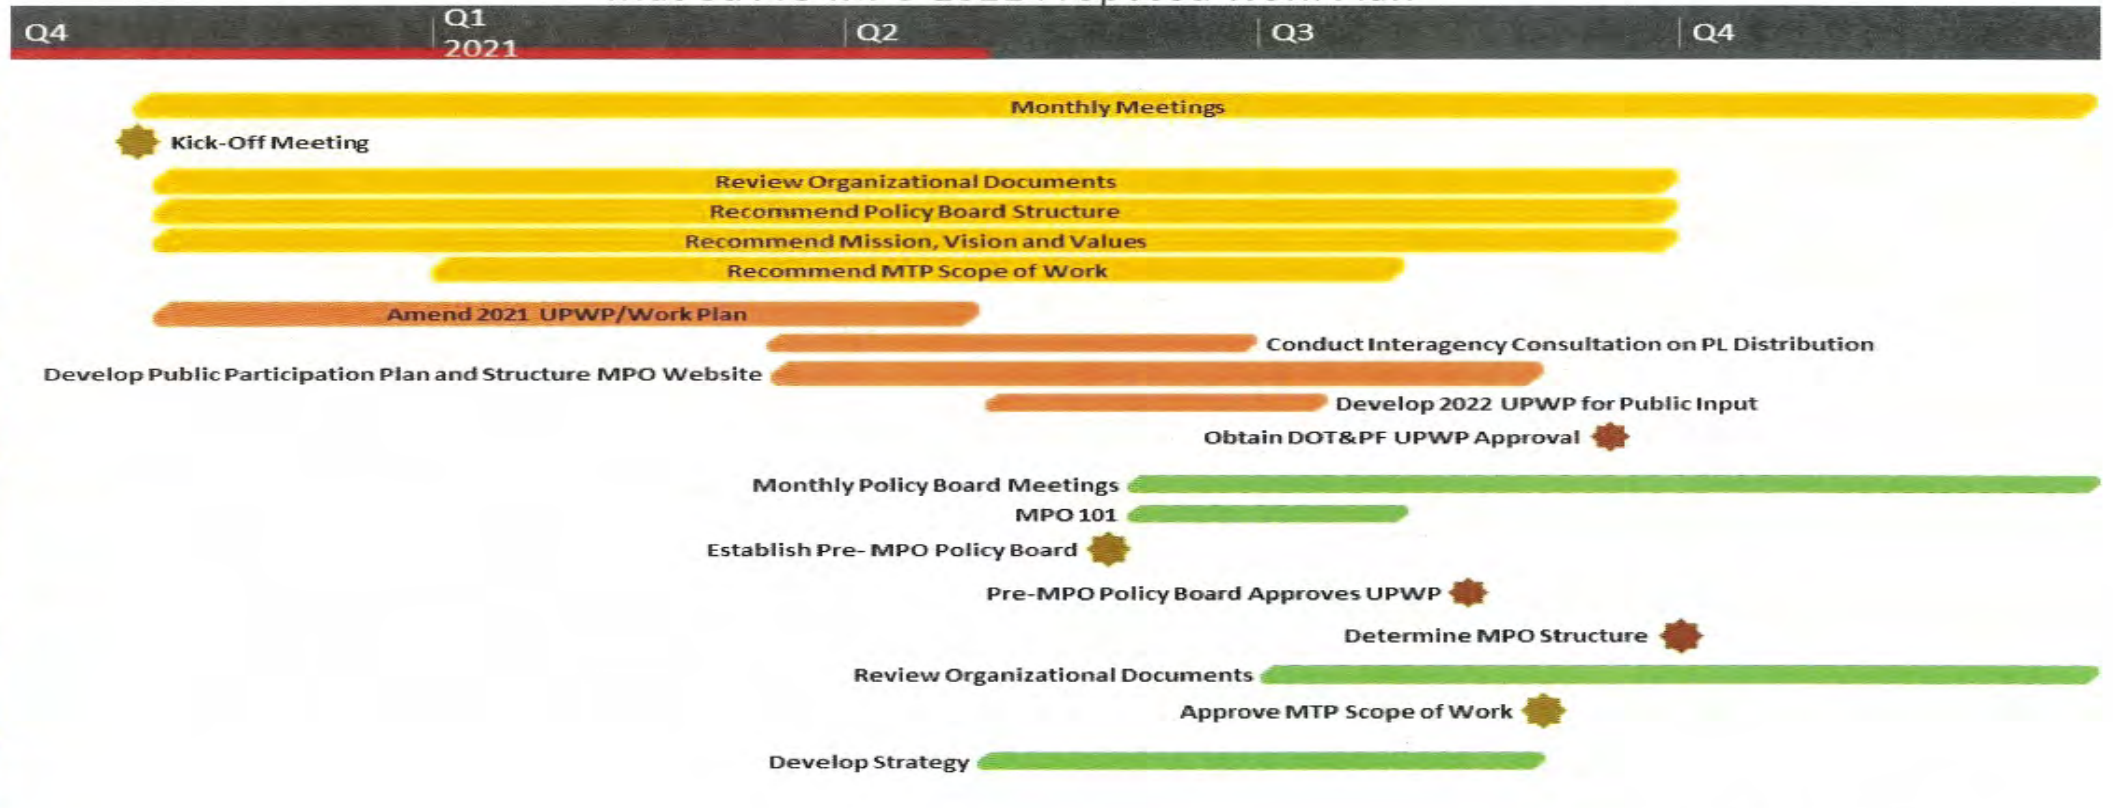 Q4
Q1
2021
Q2
Q3
Q4
Monthly Meetings
Kick-Off Meeting
Review Organizational Documents
Recommend Policy Board Structure
Recommend Mission, Vision and Values
Recommend MTP Scope of Work
Amend 2021 UPWP/Work Plan
Conduct Interagency Consultation on PL Distribution
Develop Public Participation Plan and Structure MPO Website
Develop 2022 UPWP for Public Input
Obtain DOT&PF UPWP Approval
Monthly Policy Board Meetings
MPO 101
Establish Pre- MPO Policy Board
Pre-MPO Policy Board Approves UPWP
Determine MPO Structure
Review Organizational Documents
Approve MTP Scope of Work
Develop Strategy